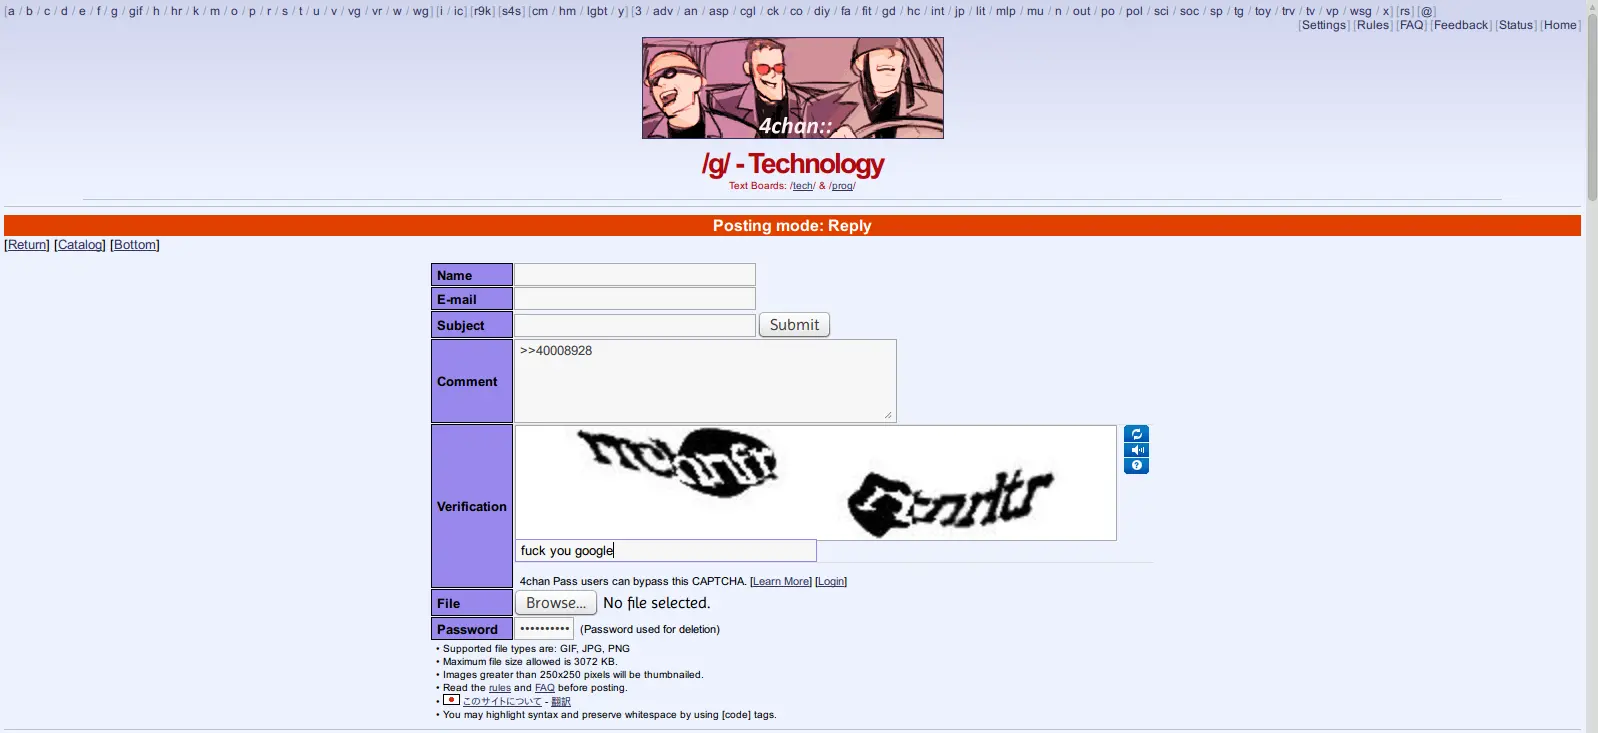 [a / b / c / d / e / f / g / gif / h / hr / k / m / o / p / r / s / t / u / v / vg / vr / w / wg] [i / ic] [r9k] [s4s] [cm / hm / lgbt / y] [3 / adv / an / asp / cgl / ck / co / diy / fa / fit / gd / hc / int / jp / lit / mlp / mu / n / out / po / pol / sci / soc / sp / tg / toy / trv / tv / vp / wsg / x] [rs] [@]
[Settings] [Rules] [FAQ] [Feedback] [Status] [Home]
4chan::
/g/ - Technology
Text Boards: /tech/ & /prog/
Posting mode: Reply
[Return] [Catalog] [Bottom]
Name
E-mail
Subject Submit
Comment >>40008928
Verification
fuck you google
4chan Pass users can bypass this CAPTCHA. [Learn More] [Login]
File Browse... No file selected.
Password •••••••••• (Password used for deletion)
• Supported file types are: GIF, JPG, PNG
• Maximum file size allowed is 3072 KB.
• Images greater than 250x250 pixels will be thumbnailed.
• Read the rules and FAQ before posting.
• このサイトについて - 翻訳
• You may highlight syntax and preserve whitespace by using [code] tags.